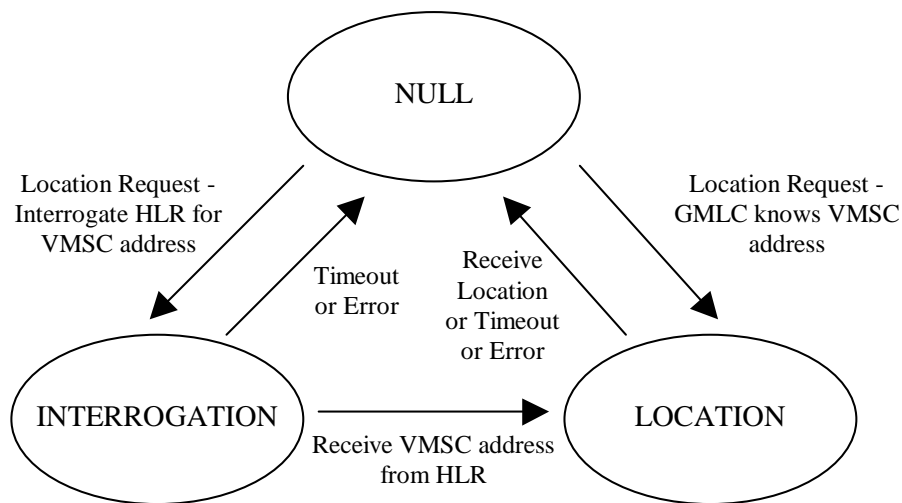 NULL
Location Request -
Interrogate HLR for
VMSC address
Location Request -
GMLC knows VMSC
address
Timeout
or Error
Receive
Location
or Timeout
or Error
INTERROGATION
LOCATION
Receive VMSC address
from HLR